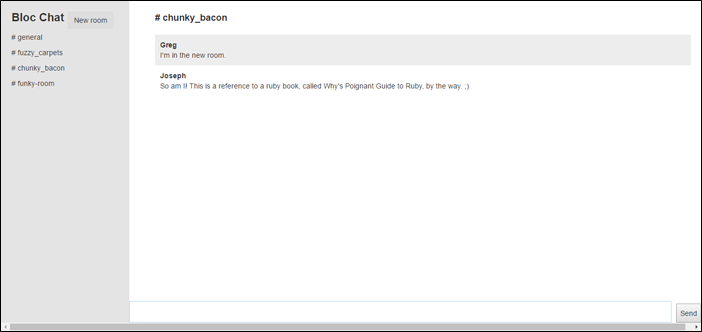 Bloc Chat
New room
# general
# fuzzy_carpets
# chunky_bacon
# funky-room
# chunky_bacon
Greg
I'm in the new room.
Joseph
So am I! This is a reference to a ruby book, called Why's Poignant Guide to Ruby, by the way. ;)
Send